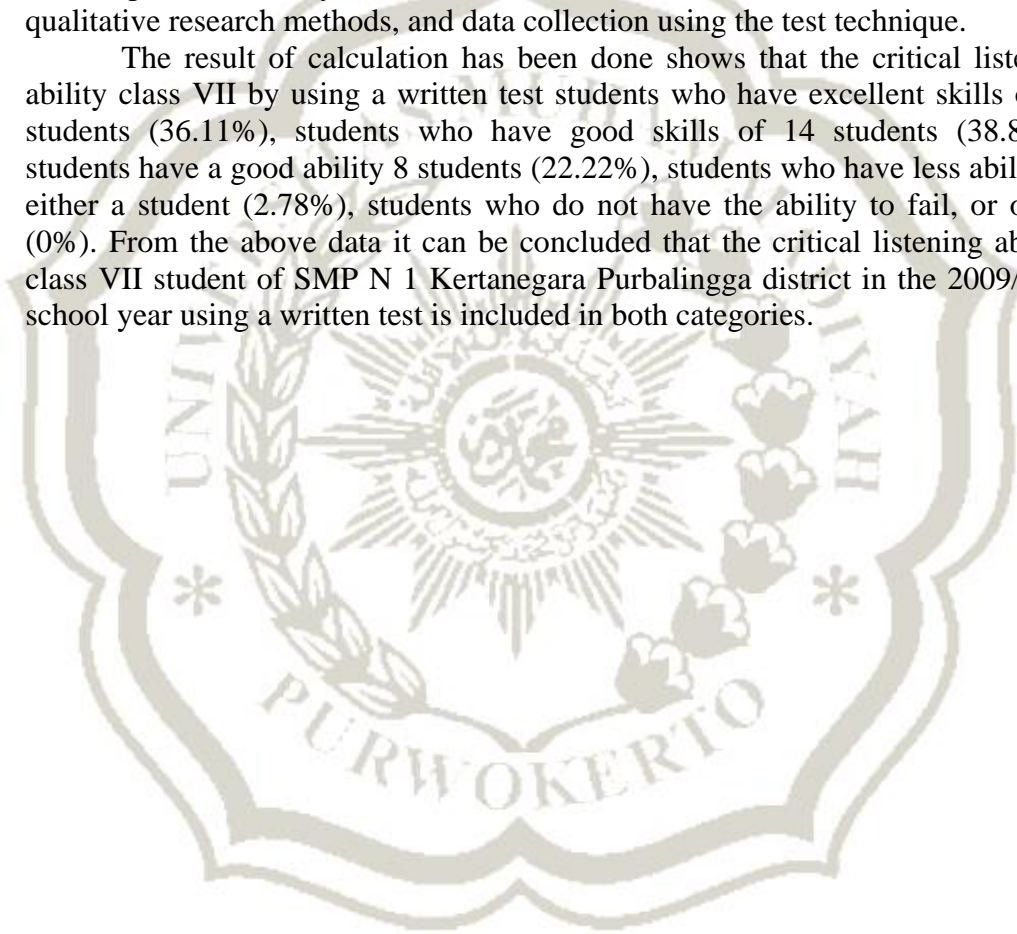 qualitative research methods, and data collection using the test technique.
The result of calculation has been done shows that the critical liste
ability class VII by using a written test students who have excellent skills
students (36.11%), students who have good skills of 14 students (38.8
students have a good ability 8 students (22.22%), students who have less abil
either a student (2.78%), students who do not have the ability to fail, or
(0%). From the above data it can be concluded that the critical listening ab
class VII student of SMP N 1 Kertanegara Purbalingga district in the 2009/
school year using a written test is included in both categories.
PURWOKERTO